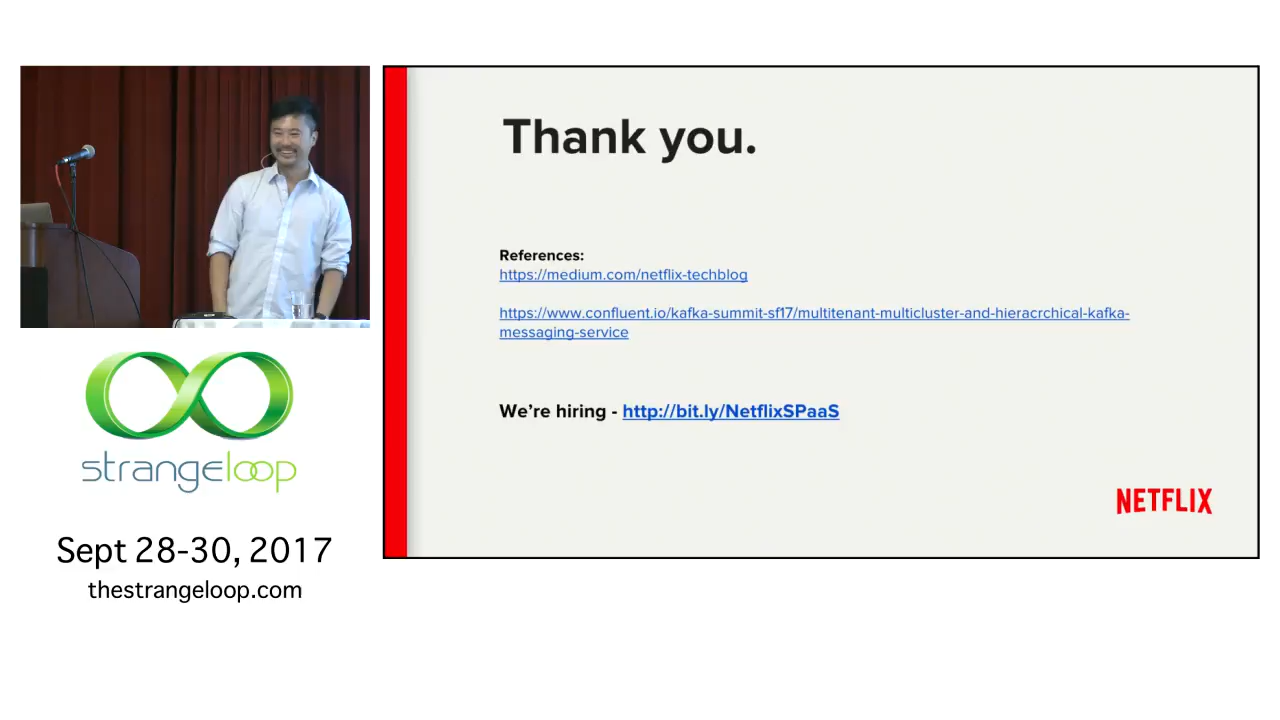 Thank you.
References:
https://medium.com/netflix-techblog
https://www.confluent.io/kafka-summit-sf17/multitenant-multicluster-and-hieracrchical-kafka-
messaging-service
We’re hiring - http://bit.ly/NetflixSPaaS
NETFLIX
strangeloop
Sept 28-30, 2017
thestrangeloop.com